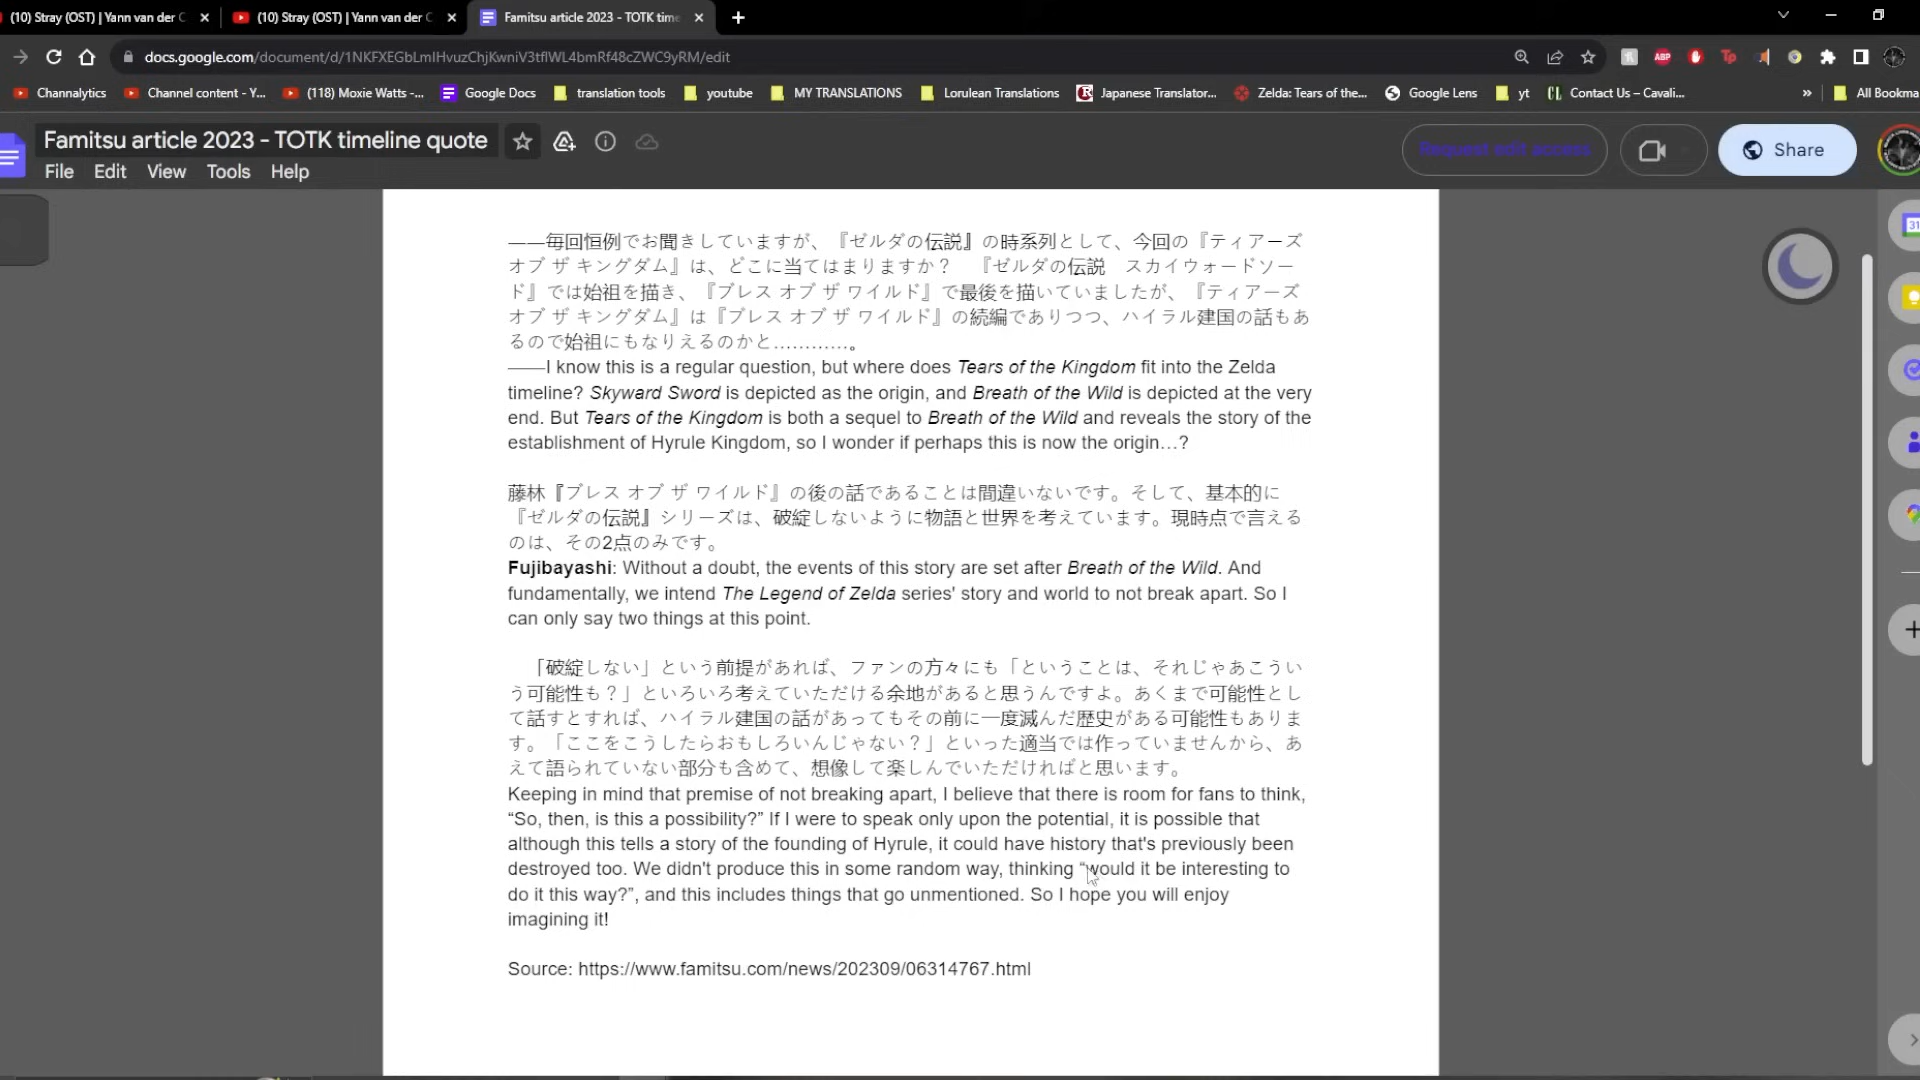 (10) Stray (OST) | Yann van der C
(10) Stray (OST) | Yann van der C
Famitsu article 2023 - TOTK time
docs.google.com/document/d/1NKFXEGbLmIHvuzChjKwniV3tflWL4bmRf48cZWC9yRM/edit
ABP
Tp
Channalytics
Channel content - Y...
(118) Moxie Watts -...
Google Docs
translation tools
youtube
MY TRANSLATIONS
Lorulean Translations
Japanese Translator...
Zelda: Tears of the...
Google Lens
yt
Contact Us – Cavali...
»
All Bookma
Famitsu article 2023 - TOTK timeline quote
File Edit View Tools Help
Request edit access
Share
31
——毎回恒例でお聞きしていますが、『ゼルダの伝説』の時系列として、今回の『ティアーズ
オブ ザ キングダム』は、どこに当てはまりますか？　『ゼルダの伝説　スカイウォードソー
ド』では始祖を描き、『ブレス オブ ザ ワイルド』で最後を描いていましたが、『ティアーズ
オブ ザ キングダム』は『ブレス オブ ザ ワイルド』の続編でありつつ、ハイラル建国の話もあ
るので始祖にもなりえるのかと…………。
——I know this is a regular question, but where does Tears of the Kingdom fit into the Zelda
timeline? Skyward Sword is depicted as the origin, and Breath of the Wild is depicted at the very
end. But Tears of the Kingdom is both a sequel to Breath of the Wild and reveals the story of the
establishment of Hyrule Kingdom, so I wonder if perhaps this is now the origin…?
藤林『ブレス オブ ザ ワイルド』の後の話であることは間違いないです。そして、基本的に
『ゼルダの伝説』シリーズは、破綻しないように物語と世界を考えています。現時点で言える
のは、その2点のみです。
Fujibayashi: Without a doubt, the events of this story are set after Breath of the Wild. And
fundamentally, we intend The Legend of Zelda series' story and world to not break apart. So I
can only say two things at this point.
「破綻しない」という前提があれば、ファンの方々にも「ということは、それじゃあこうい
う可能性も？」といろいろ考えていただける余地があると思うんですよ。あくまで可能性とし
て話すとすれば、ハイラル建国の話があってもその前に一度滅んだ歴史がある可能性もありま
す。「ここをこうしたらおもしろいんじゃない？」といった適当では作っていませんから、あ
えて語られていない部分も含めて、想像して楽しんでいただければと思います。
Keeping in mind that premise of not breaking apart, I believe that there is room for fans to think,
“So, then, is this a possibility?” If I were to speak only upon the potential, it is possible that
although this tells a story of the founding of Hyrule, it could have history that's previously been
destroyed too. We didn't produce this in some random way, thinking “would it be interesting to
do it this way?”, and this includes things that go unmentioned. So I hope you will enjoy
imagining it!
Source: https://www.famitsu.com/news/202309/06314767.html